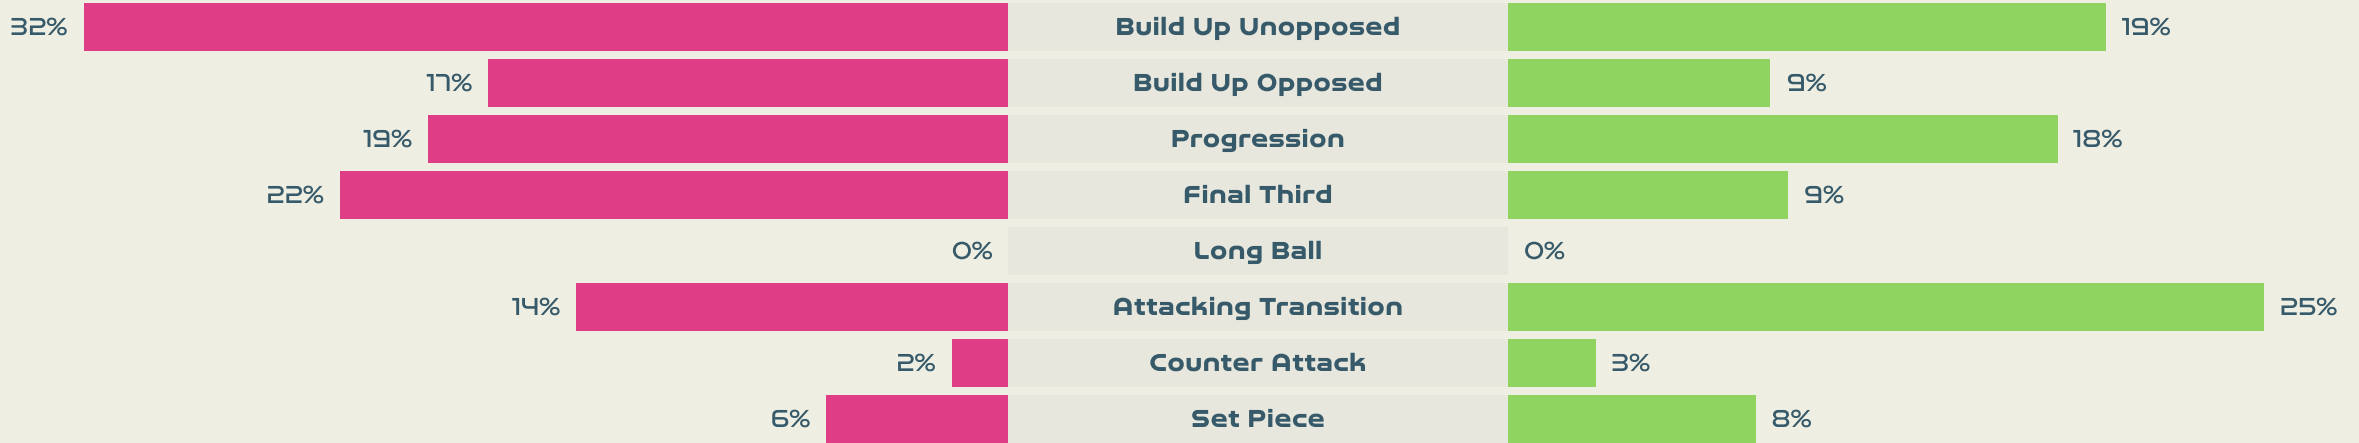 32% Build Up Unopposed 19%
17% Build Up Opposed 9%
19% Progression 18%
22% Final Third 9%
0% Long Ball 0%
14% Attacking Transition 25%
2% Counter Attack 3%
6% Set Piece 8%